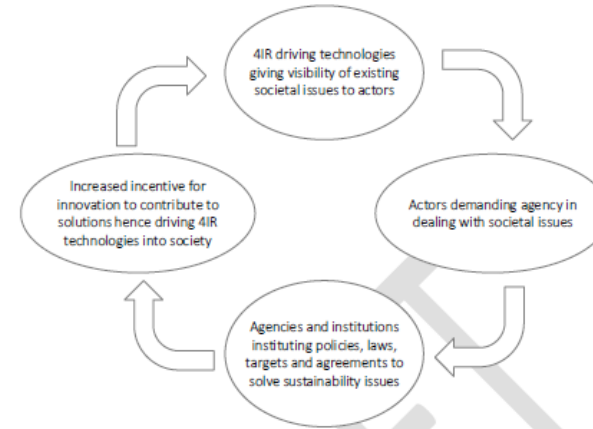 4IR driving technologies
giving visibility of existing
societal issues to actors
Actors demanding agency in
dealing with societal issues
Agencies and institutions
instituting policies, laws,
targets and agreements to
solve sustainability issues
Increased incentive for
innovation to contribute to
solutions hence driving 4IR
technologies into society